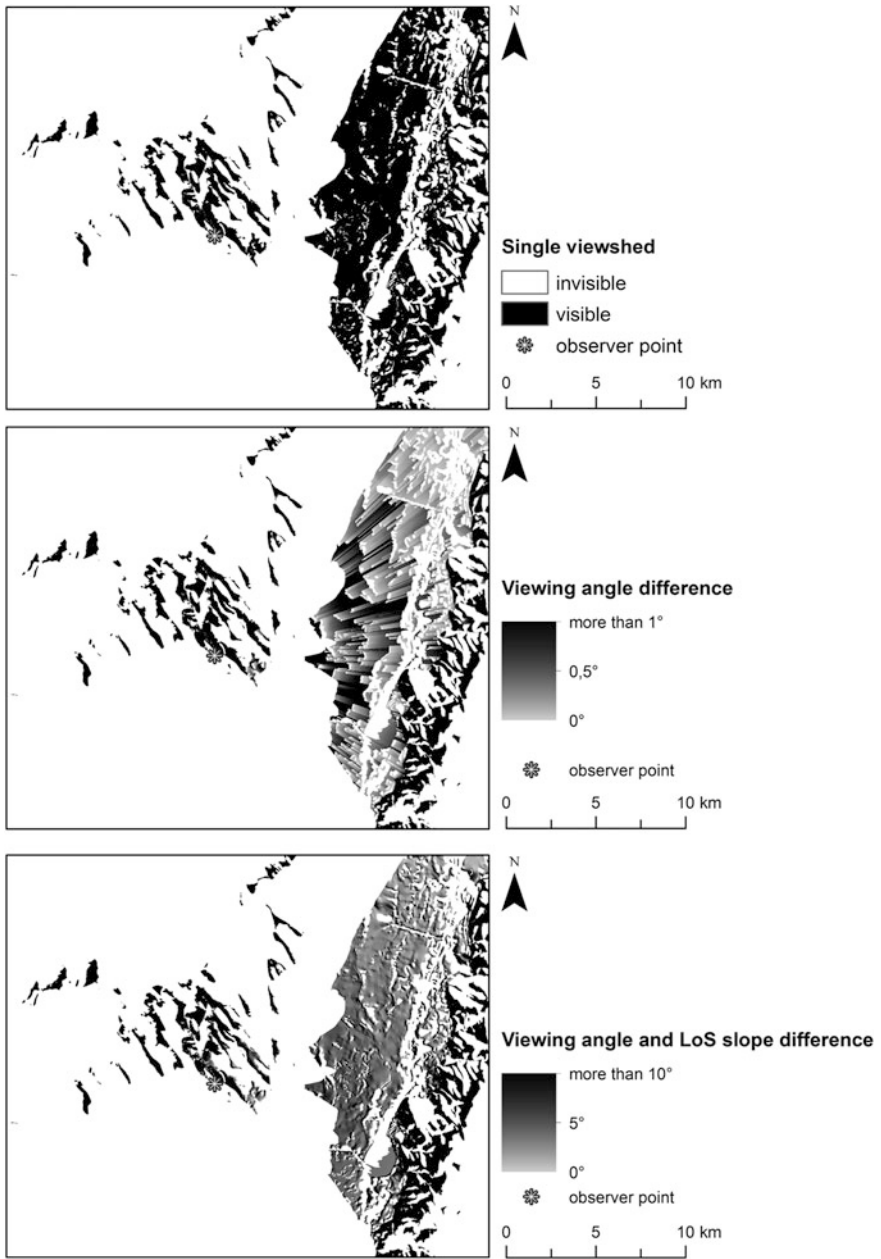 N
Single viewshed
invisible
visible
observer point
0 5 10 km
N
Viewing angle difference
more than 1°
0,5°
0°
observer point
0 5 10 km
N
Viewing angle and LoS slope difference
more than 10°
5°
0°
observer point
0 5 10 km